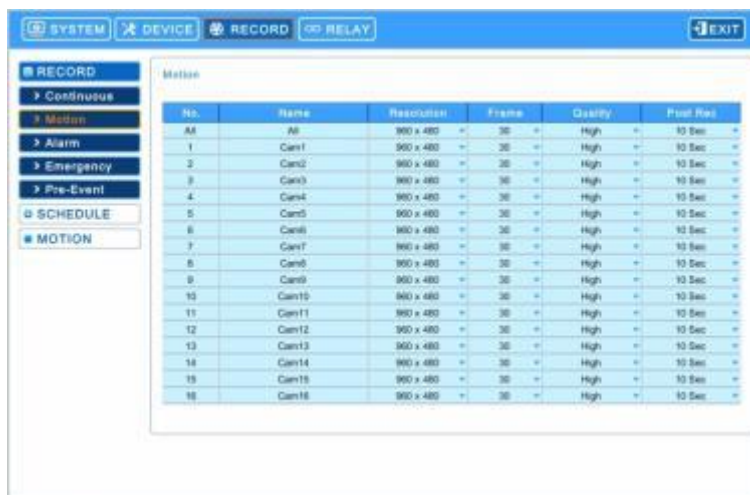 SYSTEM DEVICE RECORD RELAY EXIT
RECORD
Continuous
Motion
Alarm
Emergency
Pre-Event
SCHEDULE
MOTION
Motion
No. Name Resolution Frame Quality Post Rec
All All 960 x 480 30 High 10 Sec
1 Cam1 960 x 480 30 High 10 Sec
2 Cam2 960 x 480 30 High 10 Sec
3 Cam3 960 x 480 30 High 10 Sec
4 Cam4 960 x 480 30 High 10 Sec
5 Cam5 960 x 480 30 High 10 Sec
6 Cam6 960 x 480 30 High 10 Sec
7 Cam7 960 x 480 30 High 10 Sec
8 Cam8 960 x 480 30 High 10 Sec
9 Cam9 960 x 480 30 High 10 Sec
10 Cam10 960 x 480 30 High 10 Sec
11 Cam11 960 x 480 30 High 10 Sec
12 Cam12 960 x 480 30 High 10 Sec
13 Cam13 960 x 480 30 High 10 Sec
14 Cam14 960 x 480 30 High 10 Sec
15 Cam15 960 x 480 30 High 10 Sec
16 Cam16 960 x 480 30 High 10 Sec